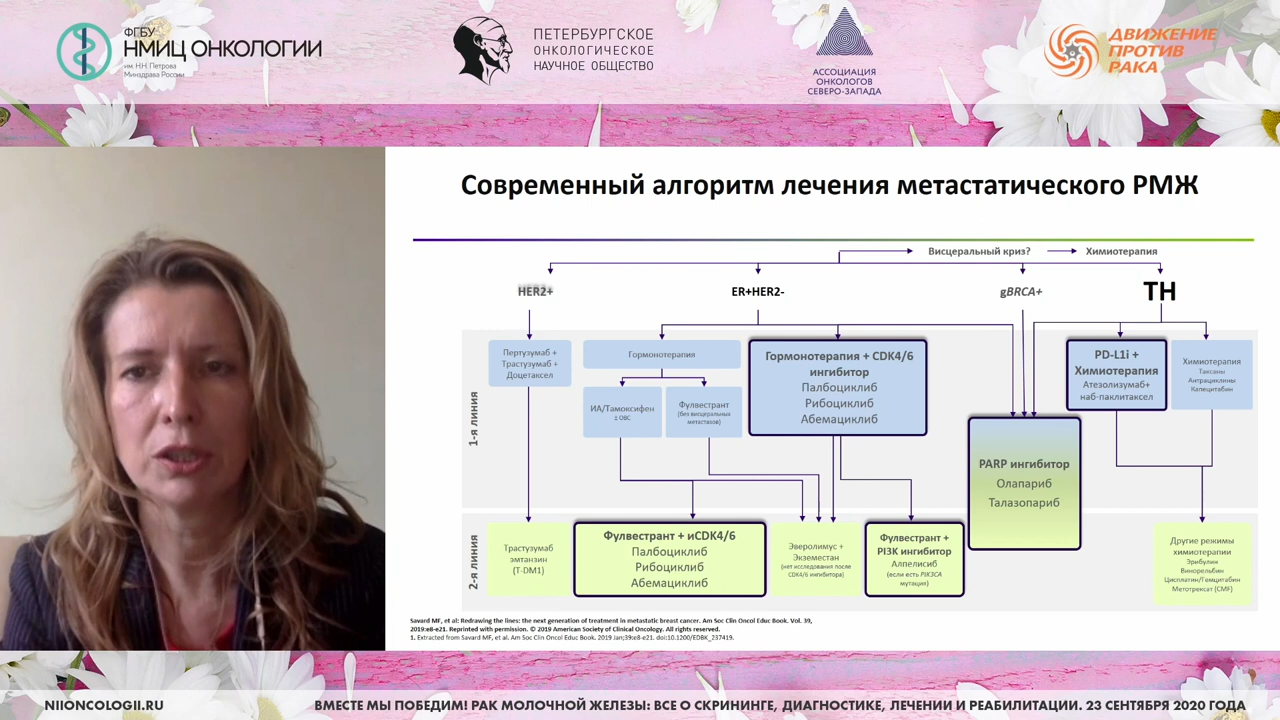 ФГБУ
НМИЦ ОНКОЛОГИИ
им. Н.Н. Петрова
Минздрава России
ПЕТЕРБУРГСКОЕ
ОНКОЛОГИЧЕСКОЕ
НАУЧНОЕ ОБЩЕСТВО
АССОЦИАЦИЯ
ОНКОЛОГОВ
СЕВЕРО-ЗАПАДА
ДВИЖЕНИЕ
ПРОТИВ
РАКА
Современный алгоритм лечения метастатического РМЖ
Висцеральный криз?
Химиотерапия
HER2+
ER+HER2-
gBRCA+
ТН
1-я линия
Пертузумаб +
Трастузумаб +
Доцетаксел
Гормонотерапия
ИА/Тамоксифен
± ОВС
Фулвестрант
(без висцеральных
метастазов)
Гормонотерапия + CDK4/6
ингибитор
Палбоциклиб
Рибоциклиб
Абемациклиб
PARP ингибитор
Олапариб
Талазопариб
PD-L1i +
Химиотерапия
Атезолизумаб+
наб-паклитаксел
Химиотерапия
Таксаны
Антрациклины
Капецитабин
2-я линия
Трастузумаб
эмтанзин
(T-DM1)
Фулвестрант + иCDK4/6
Палбоциклиб
Рибоциклиб
Абемациклиб
Эверолимус +
Экземестан
(нет исследования после
CDK4/6 ингибитора)
Фулвестрант +
PI3K ингибитор
Алпелисиб
(если есть PIK3CA
мутация)
Другие режимы
химиотерапии
Эрибулин
Винорельбин
Цисплатин/Гемцитабин
Метотрексат (CMF)
Savard MF, et al: Redrawing the lines: the next generation of treatment in metastatic breast cancer. Am Soc Clin Oncol Educ Book. Vol. 39,
2019:e8-e21. Reprinted with permission. © 2019 American Society of Clinical Oncology. All rights reserved.
1. Extracted from Savard MF, et al. Am Soc Clin Oncol Educ Book. 2019 Jan;39:e8-e21. doi:10.1200/EDBK_237419.
NIIONCOLOGII.RU
ВМЕСТЕ МЫ ПОБЕДИМ! РАК МОЛОЧНОЙ ЖЕЛЕЗЫ: ВСЕ О СКРИНИНГЕ, ДИАГНОСТИКЕ, ЛЕЧЕНИИ И РЕАБИЛИТАЦИИ. 23 СЕНТЯБРЯ 2020 ГОДА